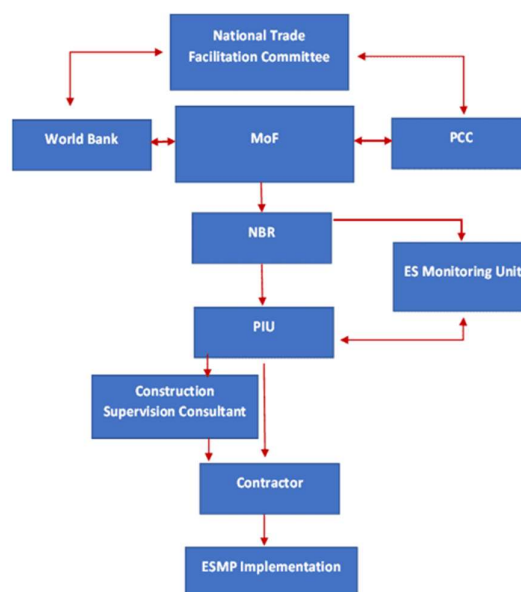 National Trade
Facilitation Committee
World Bank
MoF
PCC
NBR
ES Monitoring Unit
PIU
Construction
Supervision Consultant
Contractor
ESMP Implementation